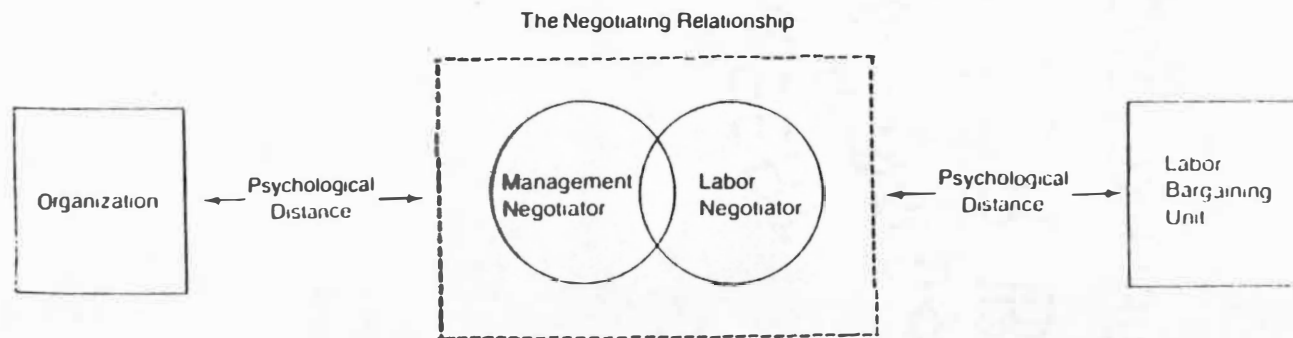 The Negotiating Relationship
Organization
Psychological
Distance
Management
Negotiator
Labor
Negotiator
Psychological
Distance
Labor
Bargaining
Unit